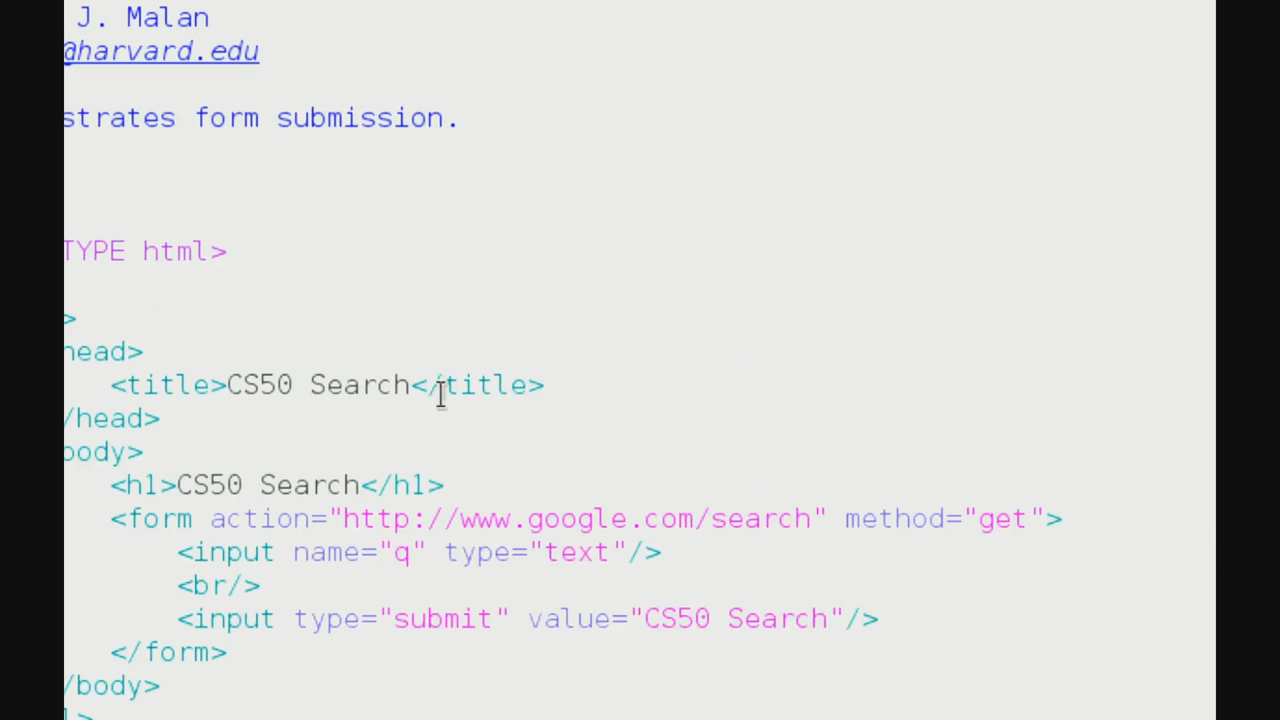 J. Malan
@harvard.edu
strates form submission.
TYPE html>
>
head>
<title>CS50 Search</title>
/head>
body>
<h1>CS50 Search</h1>
<form action="http://www.google.com/search" method="get">
<input name="q" type="text"/>
<br/>
<input type="submit" value="CS50 Search"/>
</form>
/body>
l>